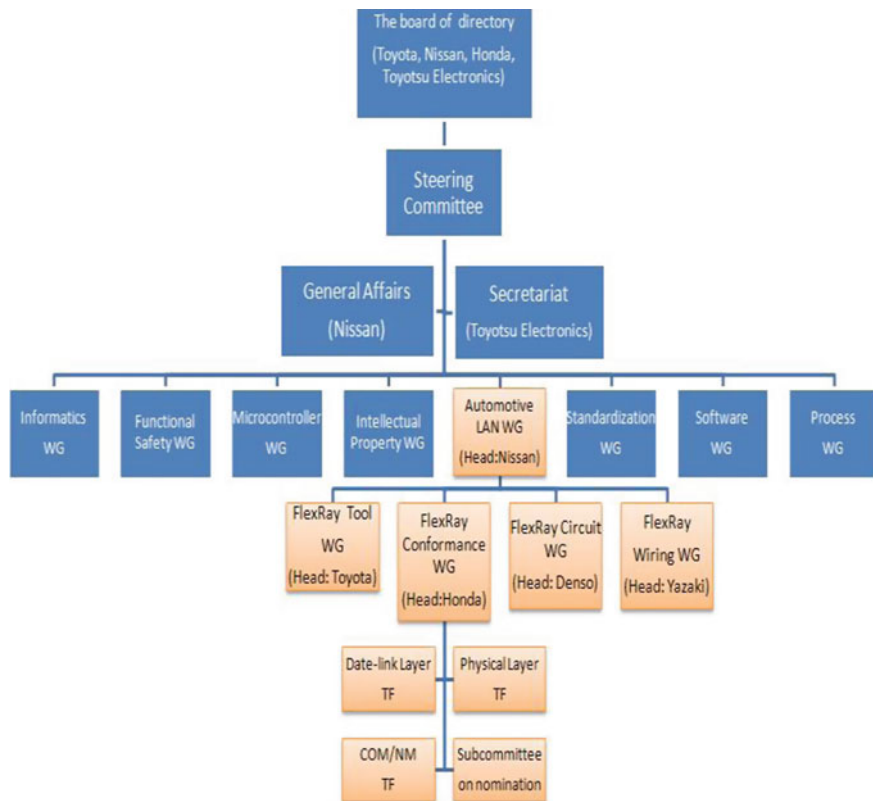 The board of directory
(Toyota, Nissan, Honda,
Toyotsu Electronics)
Steering
Committee
General Affairs
(Nissan)
Secretariat
(Toyotsu Electronics)
Informatics
WG
Functional
Safety WG
Microcontroller
WG
Intellectual
Property WG
Automotive
LAN WG
(Head:Nissan)
Standardization
WG
Software
WG
Process
WG
FlexRay Tool
WG
(Head: Toyota)
FlexRay
Conformance
WG
(Head:Honda)
FlexRay Circuit
WG
(Head: Denso)
FlexRay
Wiring WG
(Head: Yazaki)
Date-link Layer
TF
Physical Layer
TF
COM/NM
TF
Subcommittee
on nomination